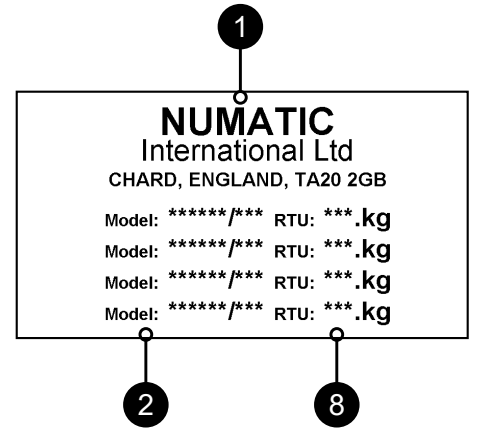 1
NUMATIC
International Ltd
CHARD, ENGLAND, TA20 2GB
Model: ******/*** RTU: ***.kg
Model: ******/*** RTU: ***.kg
Model: ******/*** RTU: ***.kg
Model: ******/*** RTU: ***.kg
2 8